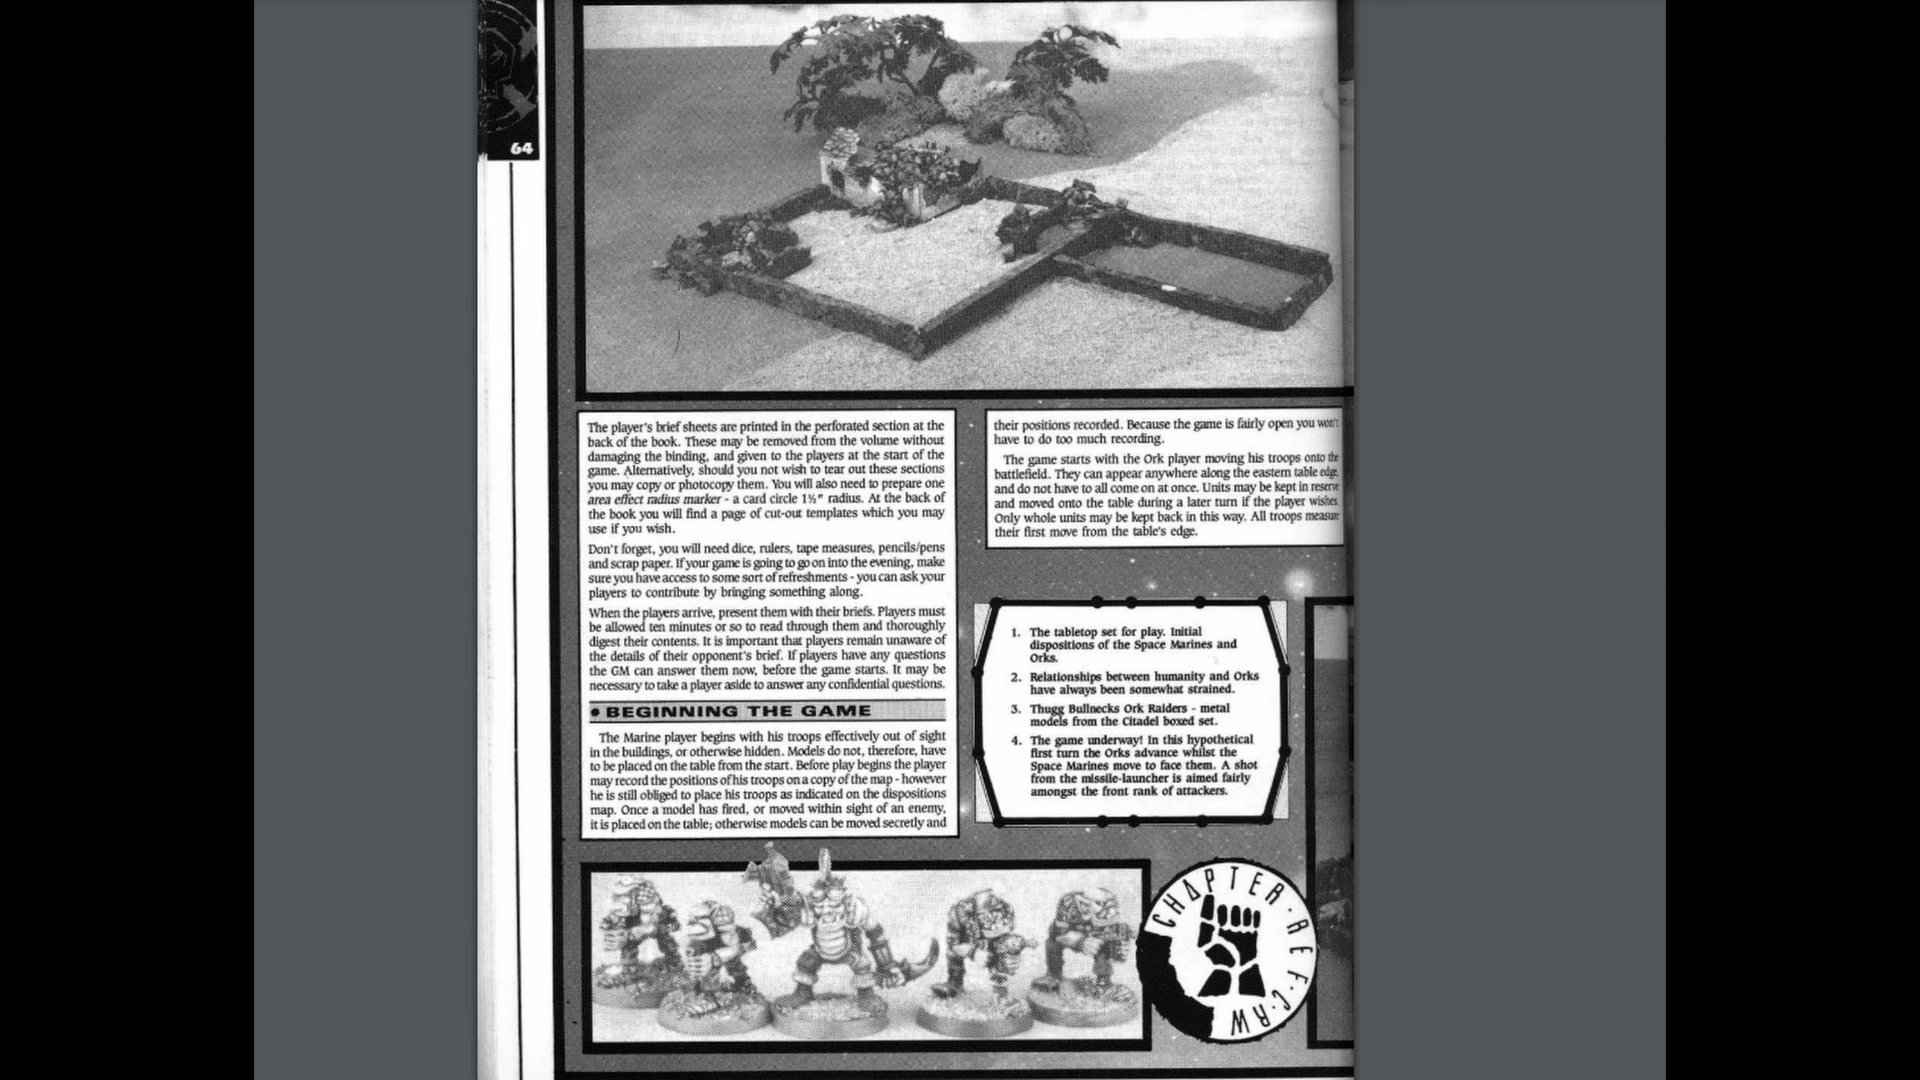 64
The player's brief sheets are printed in the perforated section at the
back of the book. These may be removed from the volume without
damaging the binding, and given to the players at the start of the
game. Alternatively, should you not wish to tear out these sections
you may copy or photocopy them. You will also need to prepare one
area effect radius marker - a card circle 1½" radius. At the back of
the book you will find a page of cut-out templates which you may
use if you wish.
Don't forget, you will need dice, rulers, tape measures, pencils/pens
and scrap paper. If your game is going to go on into the evening, make
sure you have access to some sort of refreshments - you can ask your
players to contribute by bringing something along.
When the players arrive, present them with their briefs. Players must
be allowed ten minutes or so to read through them and thoroughly
digest their contents. It is important that players remain unaware of
the details of their opponent's brief. If players have any questions
the GM can answer them now, before the game starts. It may be
necessary to take a player aside to answer any confidential questions.
• BEGINNING THE GAME
The Marine player begins with his troops effectively out of sight
in the buildings, or otherwise hidden. Models do not, therefore, have
to be placed on the table from the start. Before play begins the player
may record the positions of his troops on a copy of the map - however
he is still obliged to place his troops as indicated on the dispositions
map. Once a model has fired, or moved within sight of an enemy,
it is placed on the table; otherwise models can be moved secretly and
their positions recorded. Because the game is fairly open you won't
have to do too much recording.
The game starts with the Ork player moving his troops onto the
battlefield. They can appear anywhere along the eastern table edge,
and do not have to all come on at once. Units may be kept in reserve
and moved onto the table during a later turn if the player wishes.
Only whole units may be kept back in this way. All troops measure
their first move from the table's edge.
1. The tabletop set for play. Initial
dispositions of the Space Marines and
Orks.
2. Relationships between humanity and Orks
have always been somewhat strained.
3. Thugg Bullnecks Ork Raiders - metal
models from the Citadel boxed set.
4. The game underway! In this hypothetical
first turn the Orks advance whilst the
Space Marines move to face them. A shot
from the missile-launcher is aimed fairly
amongst the front rank of attackers.
CHAPTER · RE F · C · AW